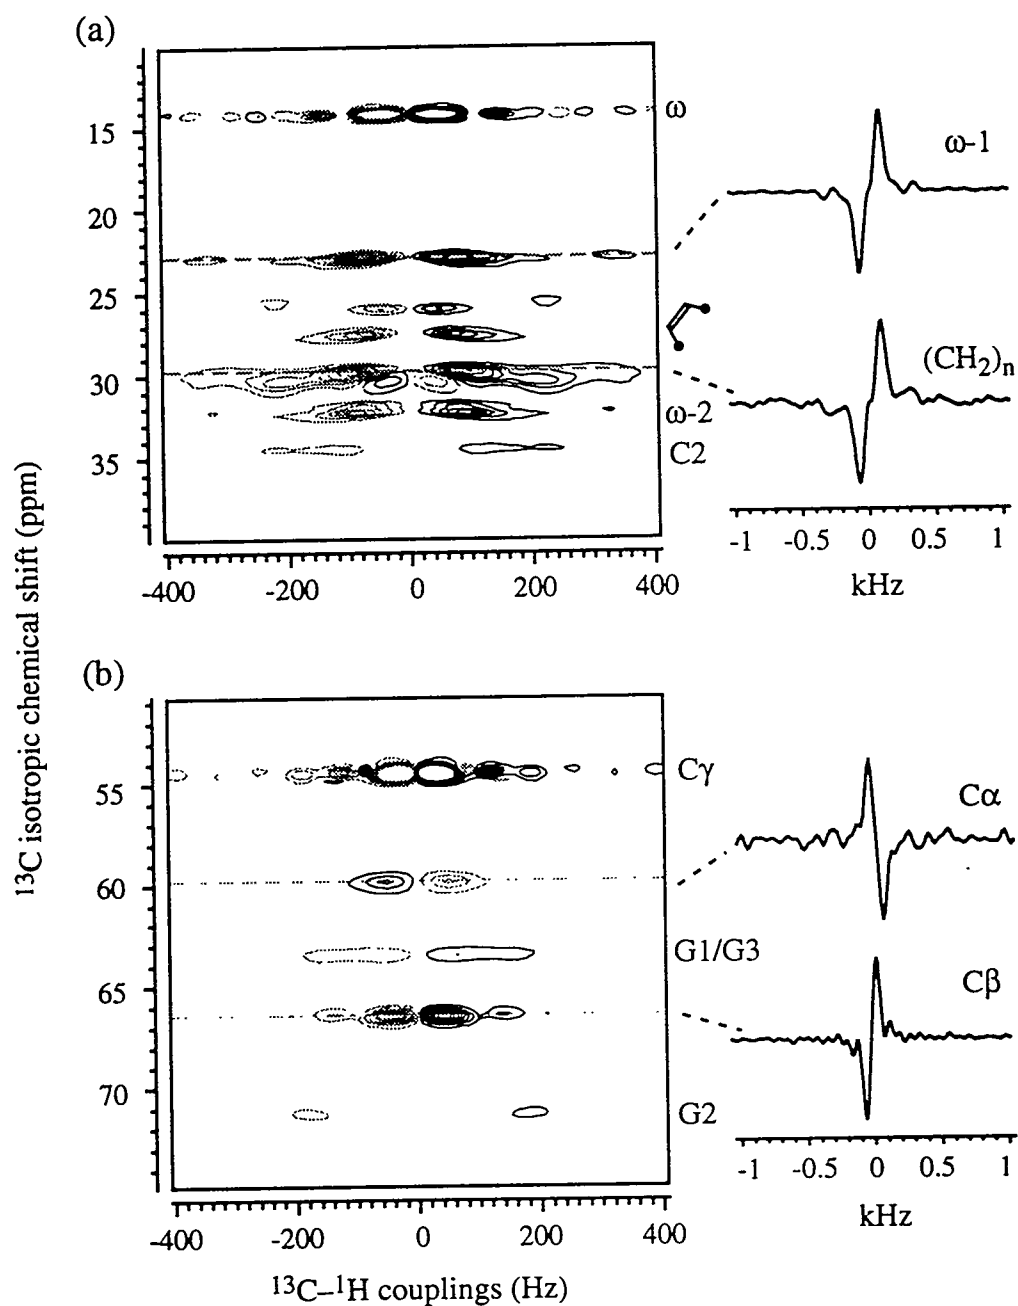 (a)
ω
ω-1
15
20
25
30
35
(CH2)n
ω-2
C2
-400 -200 0 200 400
-1 -0.5 0 0.5 1
kHz
13C isotropic chemical shift (ppm)
(b)
Cγ
Cα
55
60
65
70
G1/G3
Cβ
G2
-400 -200 0 200 400
-1 -0.5 0 0.5 1
kHz
13C–1H couplings (Hz)